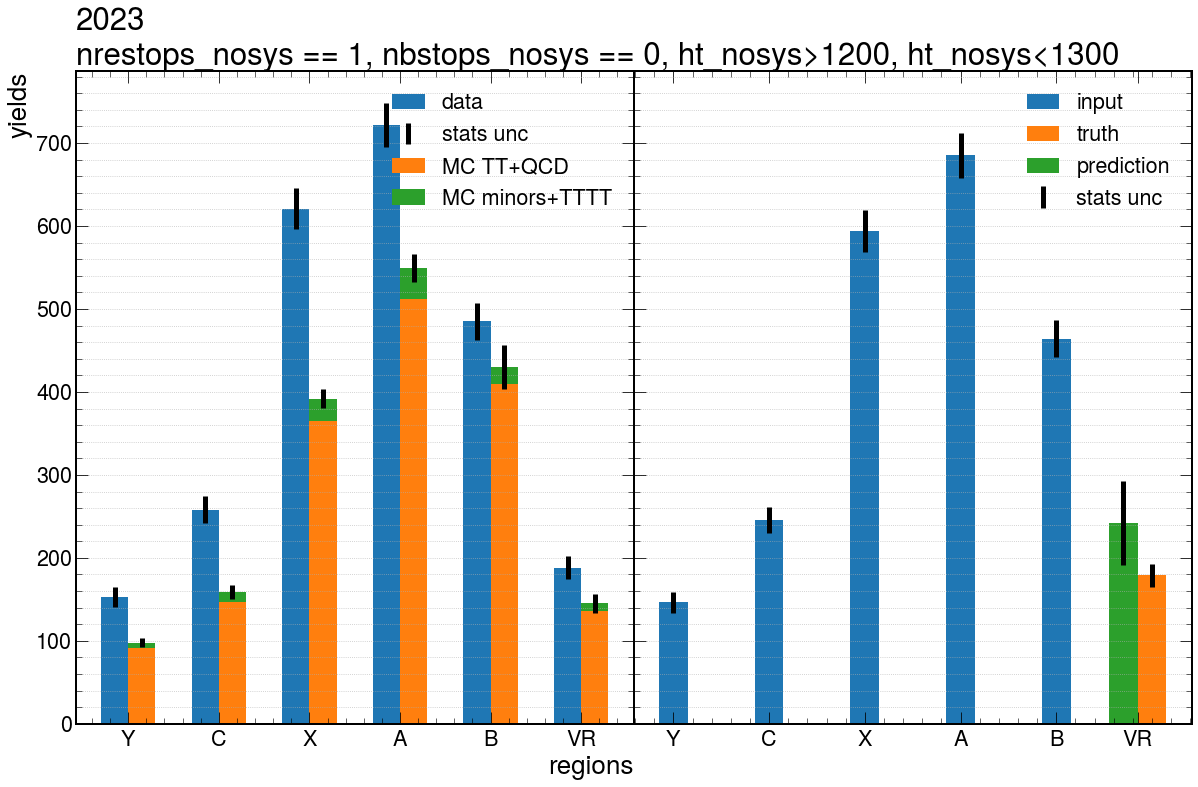 2023
nrestops_nosys == 1, nbstops_nosys == 0, ht_nosys>1200, ht_nosys<1300
yields
700
600
500
400
300
200
100
0
data
stats unc
MC TT+QCD
MC minors+TTTT
input
truth
prediction
stats unc
Y C X A B VR
Y C X A B VR
regions